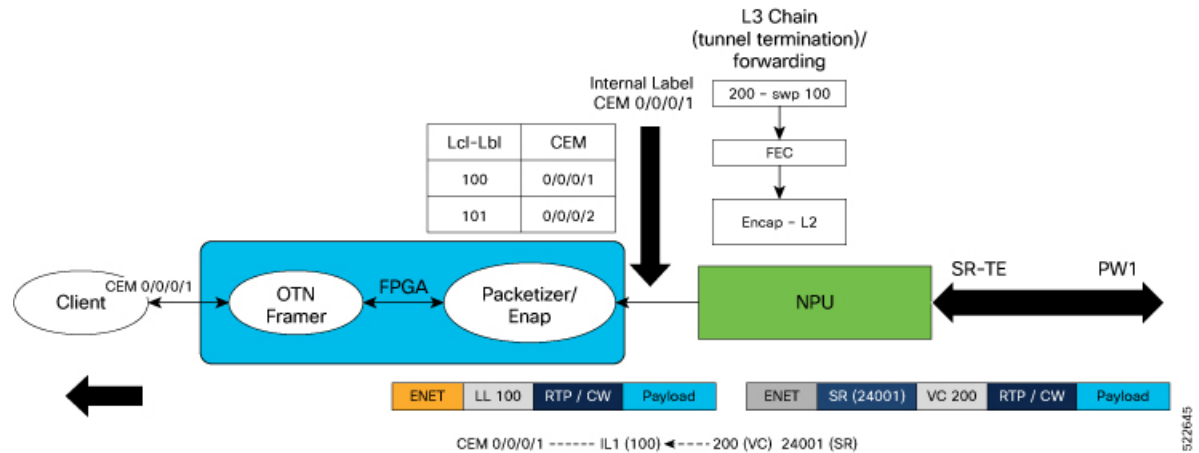 L3 Chain
(tunnel termination)/
forwarding
Internal Label
CEM 0/0/0/1
200 – swp 100
FEC
Encap – L2
Lcl-Lbl CEM
100 0/0/0/1
101 0/0/0/2
Client
CEM 0/0/0/1
OTN
Framer
FPGA
Packetizer/
Enap
NPU
SR-TE
PW1
ENET LL 100 RTP / CW Payload
ENET SR (24001) VC 200 RTP / CW Payload
CEM 0/0/0/1 ------ IL1 (100) ◄---- 200 (VC) 24001 (SR)
522645